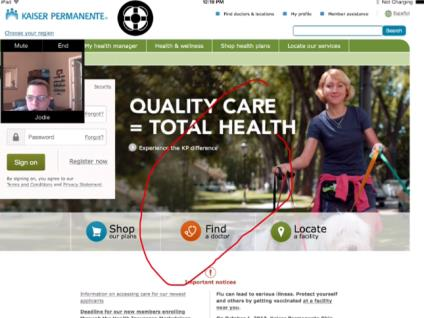 iPad
12:19 PM
Not Charging
KAISER PERMANENTE®
Find doctors & locations
My profile
Member assistance
Español
Choose your region
Search
Mute End
My health manager
Health & wellness
Shop health plans
Locate our services
Security
Jodie
Forgot?
Password
Forgot?
Sign on
Register now
By signing on, you agree to our
Terms and Conditions and Privacy Statement.
QUALITY CARE
= TOTAL HEALTH
Experience the KP difference
Shop
our plans
Find
a doctor
Locate
a facility
Important notices
Information on accessing care for our newest
applicants
Deadline for our new members enrolling
through the Health Insurance Marketplace
Flu can lead to serious illness. Protect yourself
and others by getting vaccinated at a facility
near you.